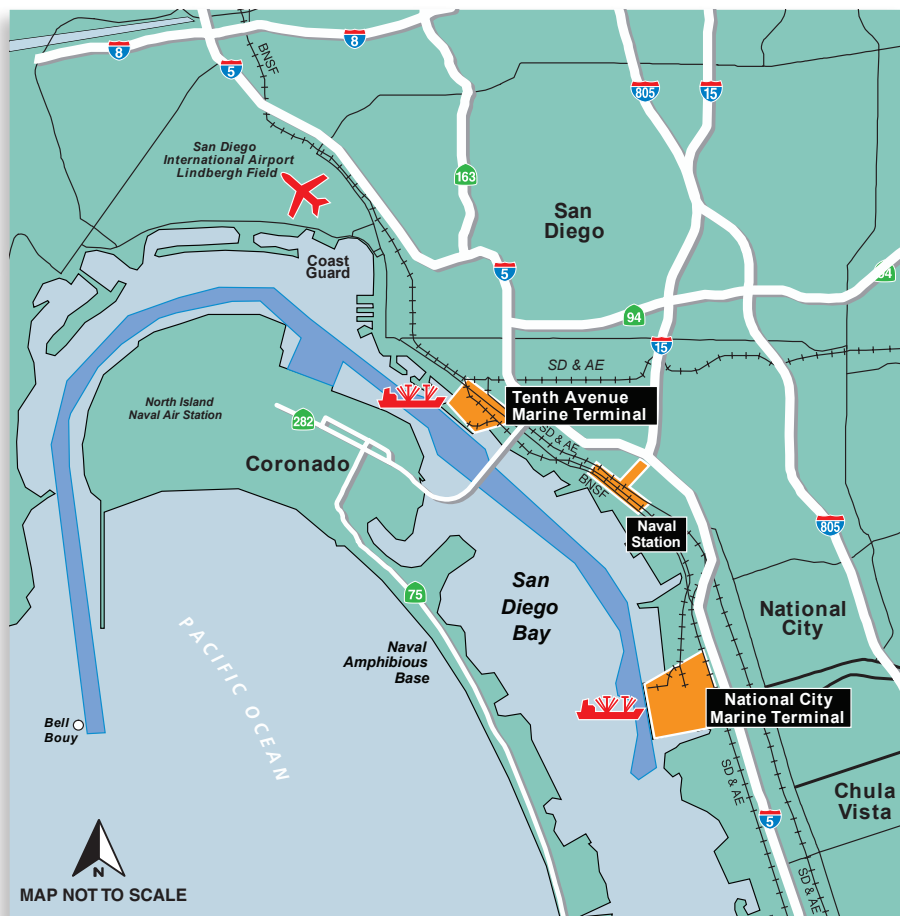 8
8
5
BNSF
805
15
San Diego
International Airport
Lindbergh Field
163
San
Diego
Coast
Guard
5
94
94
15
SD & AE
North Island
Naval Air Station
282
Tenth Avenue
Marine Terminal
SD & AE
Coronado
BNSF
Naval
Station
805
San
Diego
Bay
75
National
City
PACIFIC OCEAN
Naval
Amphibious
Base
National City
Marine Terminal
Bell
Bouy
SD & AE
Chula
Vista
5
N
MAP NOT TO SCALE
SD & AE